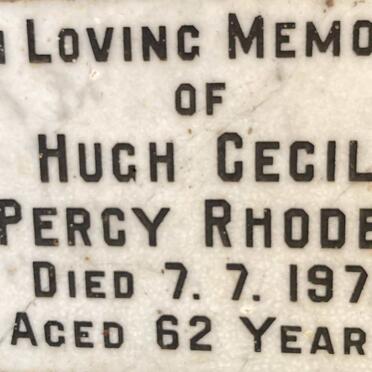 N LOVING MEMO
OF
HUGH CECIL
PERCY RHODE
DIED 7. 7. 197
AGED 62 YEAR